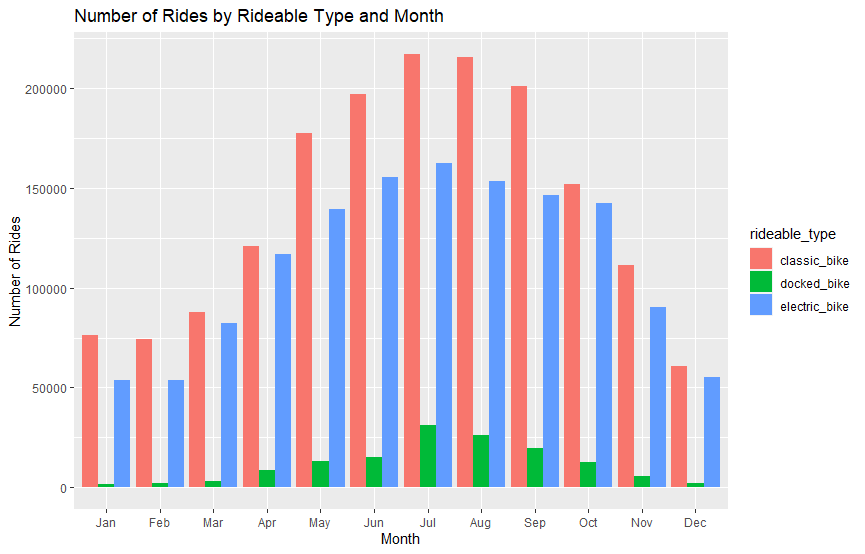 Number of Rides by Rideable Type and Month
Number of Rides
200000
150000
100000
50000
0
Jan Feb Mar Apr May Jun Jul Aug Sep Oct Nov Dec
Month
rideable_type
classic_bike
docked_bike
electric_bike